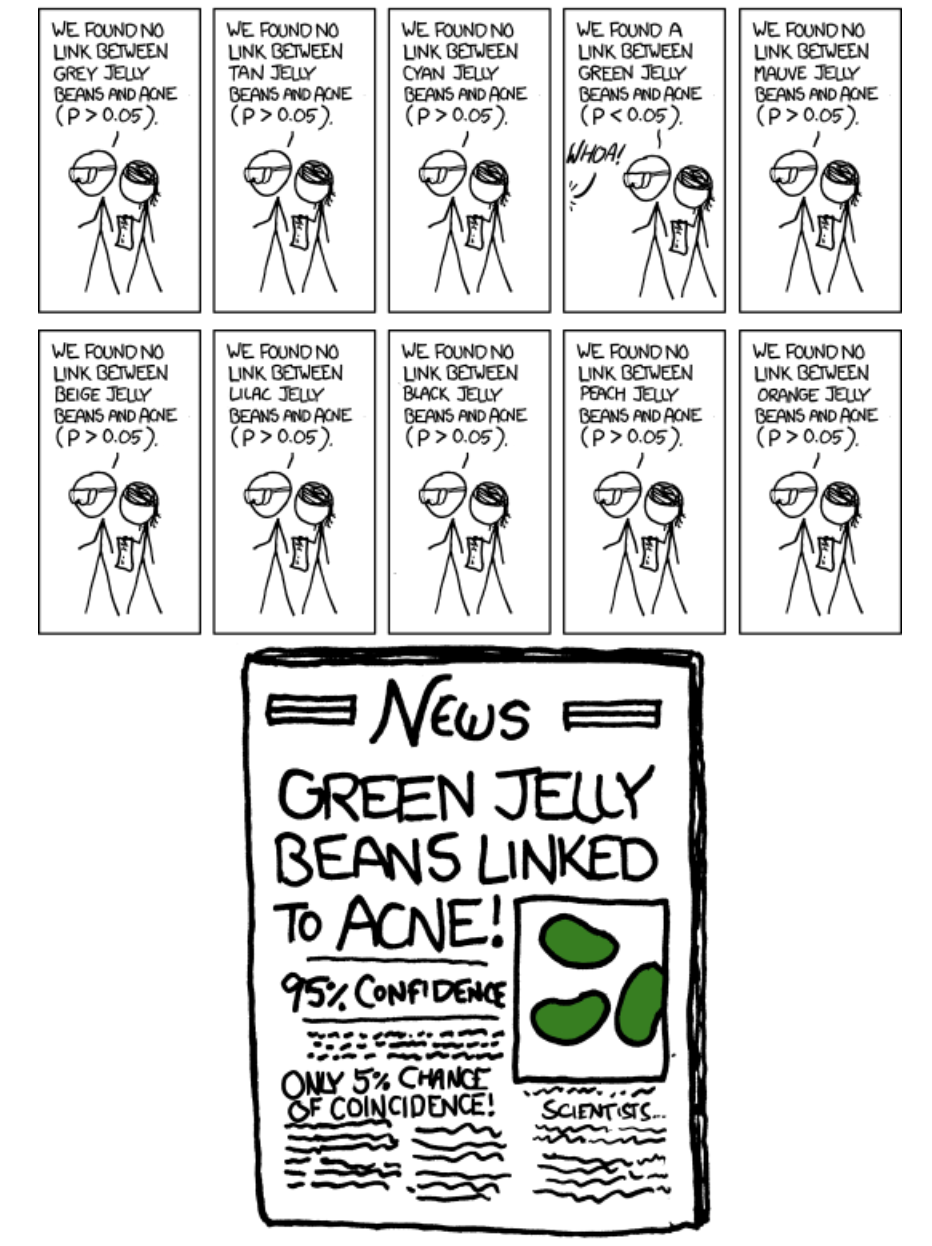 WE FOUND NO
LINK BETWEEN
GREY JELLY
BEANS AND ACNE
(P > 0.05).
WE FOUND NO
LINK BETWEEN
TAN JELLY
BEANS AND ACNE
(P > 0.05).
WE FOUND NO
LINK BETWEEN
CYAN JELLY
BEANS AND ACNE
(P > 0.05).
WE FOUND A
LINK BETWEEN
GREEN JELLY
BEANS AND ACNE
(P < 0.05).
WHOA!
WE FOUND NO
LINK BETWEEN
MAUVE JELLY
BEANS AND ACNE
(P > 0.05).
WE FOUND NO
LINK BETWEEN
BEIGE JELLY
BEANS AND ACNE
(P > 0.05).
WE FOUND NO
LINK BETWEEN
LILAC JELLY
BEANS AND ACNE
(P > 0.05).
WE FOUND NO
LINK BETWEEN
BLACK JELLY
BEANS AND ACNE
(P > 0.05).
WE FOUND NO
LINK BETWEEN
PEACH JELLY
BEANS AND ACNE
(P > 0.05).
WE FOUND NO
LINK BETWEEN
ORANGE JELLY
BEANS AND ACNE
(P > 0.05).
NEWS
GREEN JELLY
BEANS LINKED
TO ACNE!
95% CONFIDENCE
ONLY 5% CHANCE
OF COINCIDENCE!
SCIENTISTS...